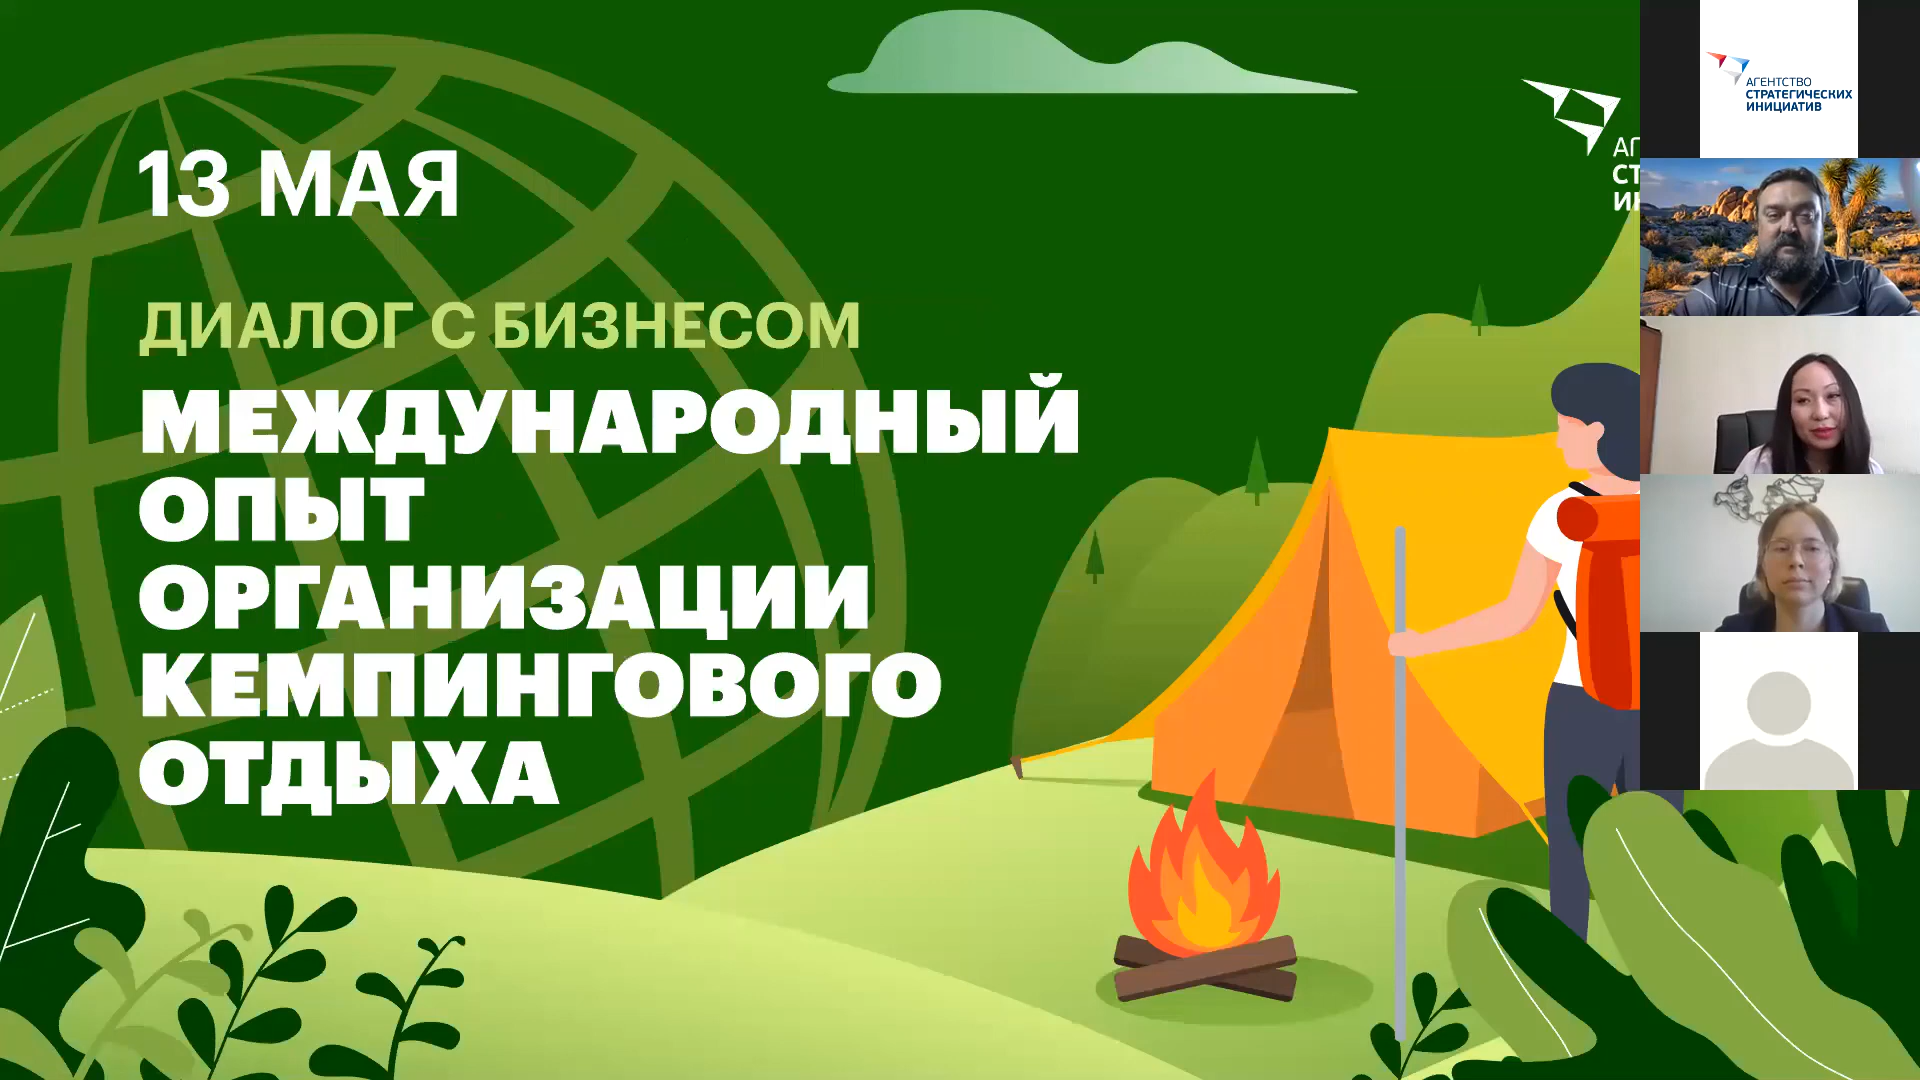 13 МАЯ
ДИАЛОГ С БИЗНЕСОМ
МЕЖДУНАРОДНЫЙ
ОПЫТ
ОРГАНИЗАЦИИ
КЕМПИНГОВОГО
ОТДЫХА
АГЕНТСТВО
СТРАТЕГИЧЕСКИХ
ИНИЦИАТИВ